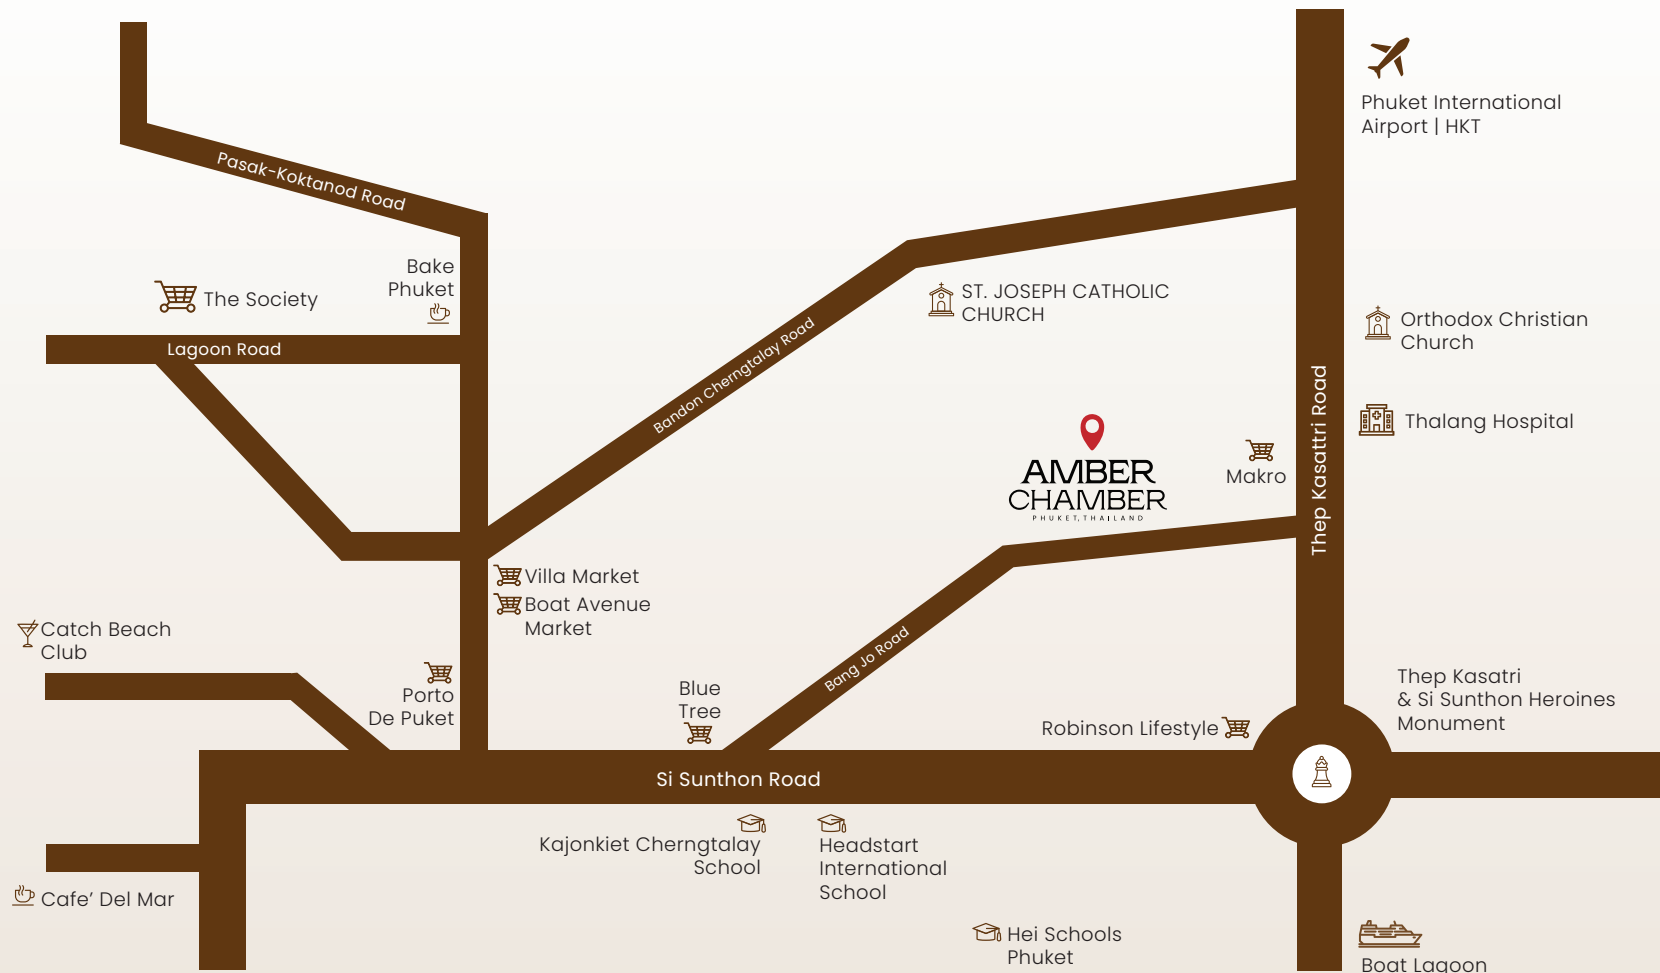 Phuket International
Airport | HKT
Pasak-Koktanod Road
Bake
Phuket
The Society
Lagoon Road
ST. JOSEPH CATHOLIC
CHURCH
Orthodox Christian
Church
Bandon Cherngtalay Road
Thep Kasattri Road
Thalang Hospital
AMBER
CHAMBER
PHUKET, THAILAND
Makro
Villa Market
Boat Avenue
Market
Catch Beach
Club
Bang Jo Road
Porto
De Puket
Blue
Tree
Robinson Lifestyle
Thep Kasatri
& Si Sunthon Heroines
Monument
Si Sunthon Road
Kajonkiet Cherngtalay
School
Headstart
International
School
Cafe’ Del Mar
Hei Schools
Phuket
Boat Lagoon